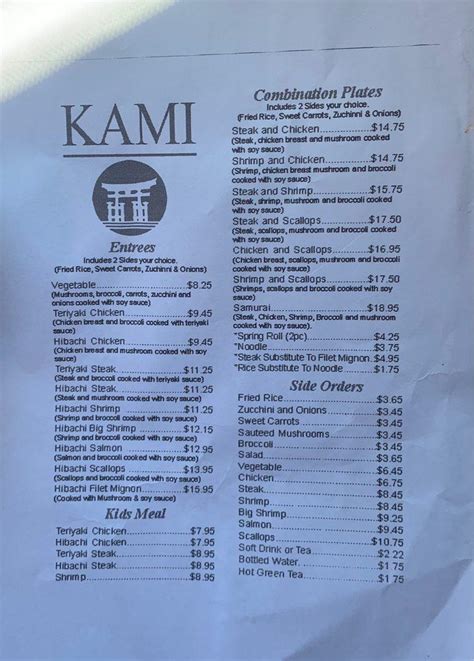 KAMI
Entrees
Includes 2 Sides your choice.
(Fried Rice, Sweet Carrots, Zuchinni & Onions)
Vegetable $8.25
(Mushrooms, broccoli, carrots, zucchini and
onions cooked with soy sauce)
Teriyaki Chicken $9.45
(Chicken breast and broccoli cooked with teriyaki
sauce)
Hibachi Chicken $9.45
(Chicken breast and mushroom cooked with soy
sauce)
Teriyaki Steak $11.25
(Steak and broccoli cooked with teriyaki sauce)
Hibachi Steak $11.25
(Steak and mushroom cooked with soy sauce)
Hibachi Shrimp $11.25
(Shrimp and broccoli cooked with soy sauce)
Hibachi Big Shrimp $12.15
(Shrimp and broccoli cooked with soy sauce)
Hibachi Salmon $12.95
(Salmon and broccoli cooked with soy sauce)
Hibachi Scallops $13.95
(Scallops and broccoli cooked with soy sauce)
Hibachi Filet Mignon $15.95
(Cooked with Mushroom & soy sauce)
Kids Meal
Teriyaki Chicken $7.95
Hibachi Chicken $7.95
Teriyaki Steak $8.95
Hibachi Steak $8.95
Shrimp $8.95
Combination Plates
Includes 2 Sides your choice.
(Fried Rice, Sweet Carrots, Zuchinni & Onions)
Steak and Chicken $14.75
(Steak, chicken breast and mushroom cooked
with soy sauce)
Shrimp and Chicken $14.75
(Shrimp, chicken breast mushroom and broccoli
cooked with soy sauce)
Steak and Shrimp $15.75
(Steak, shrimp, mushroom and broccoli cooked
with soy sauce)
Steak and Scallops $17.50
(Steak, scallops, mushroom and broccoli cooked
with soy sauce)
Chicken and Scallops $16.95
(Chicken breast, scallops, mushroom and broccoli
cooked with soy sauce)
Shrimp and Scallops $17.50
(Shrimps, scallops and broccoli cooked with soy
sauce)
Samurai $18.95
(Steak, Chicken, Shrimp, Broccoli and mushroom
cooked with soy sauce)
"Spring Roll (2pc) $4.25
"Noodle $3.75
"Steak Substitute To Filet Mignon $4.95
"Rice Substitute To Noodle $1.75
Side Orders
Fried Rice $3.65
Zucchini and Onions $3.45
Sweet Carrots $3.45
Sauteed Mushrooms $3.45
Broccoli $3.45
Salad $3.65
Vegetable $6.45
Chicken $6.75
Steak $8.45
Shrimp $8.45
Big Shrimp $9.25
Salmon $9.45
Scallops $10.75
Soft Drink or Tea $2.22
Bottled Water $1.75
Hot Green Tea $1.75